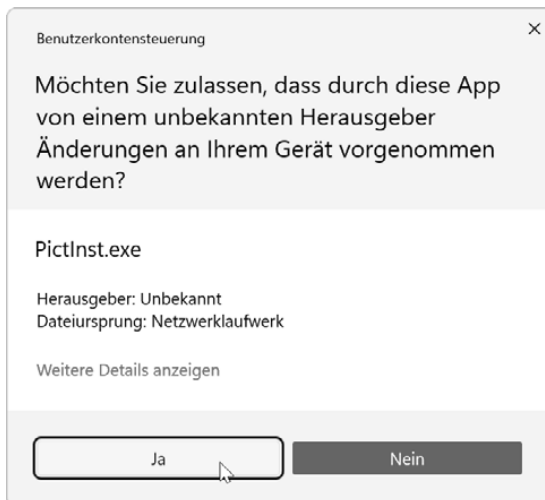 Benutzerkontensteuerung
Möchten Sie zulassen, dass durch diese App
von einem unbekannten Herausgeber
Änderungen an Ihrem Gerät vorgenommen
werden?
PictInst.exe
Herausgeber: Unbekannt
Dateiursprung: Netzwerklaufwerk
Weitere Details anzeigen
Ja
Nein